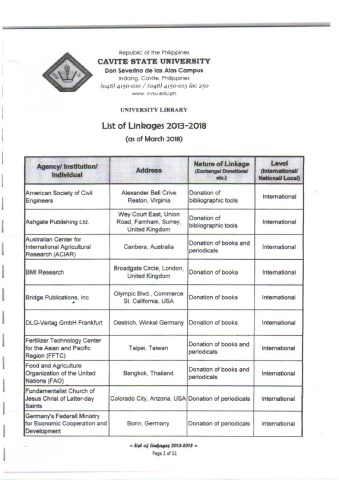 Republic of the Philippines
CAVITE STATE UNIVERSITY
Don Severino de las Alas Campus
Indang, Cavite, Philippines
(046) 4150-010 / (046) 4150-013 loc 250
www.cvsu.edu.ph
UNIVERSITY LIBRARY
List of Linkages 2013-2018
(as of March 2018)
Agency/ Institution/ Individual
Address
Nature of Linkage (Exchange/ Donations/ etc.)
Level (International/ National/ Local)
American Society of Civil Engineers
Alexander Bell Crive Reston, Virginia
Donation of bibliographic tools
International
Ashgate Publishing Ltd.
Wey Court East, Union Road, Farnham, Surrey, United Kingdom
Donation of bibliographic tools
International
Australian Center for International Agricultural Research (ACIAR)
Canbera, Australia
Donation of books and periodicals
International
BMI Research
Broadgate Circle, London, United Kingdom
Donation of books
International
Bridge Publications, Inc.
Olympic Blvd., Commerce St. California, USA
Donation of books
International
DLG-Verlag GmbH Frankfurt
Oestrich, Winkel Germany
Donation of books
International
Fertilizer Technology Center for the Asian and Pacific Region (FFTC)
Taipei, Taiwan
Donation of books and periodicals
International
Food and Agriculture Organization of the United Nations (FAO)
Bangkok, Thailand
Donation of books and periodicals
International
Fundamentalist Church of Jesus Christ of Latter-day Saints
Colorado City, Arizona, USA
Donation of periodicals
International
Germany's Federall Ministry for Economic Cooperation and Development
Bonn, Germany
Donation of periodicals
International
~ List of linkages 2013-2018 ~
Page 1 of 11